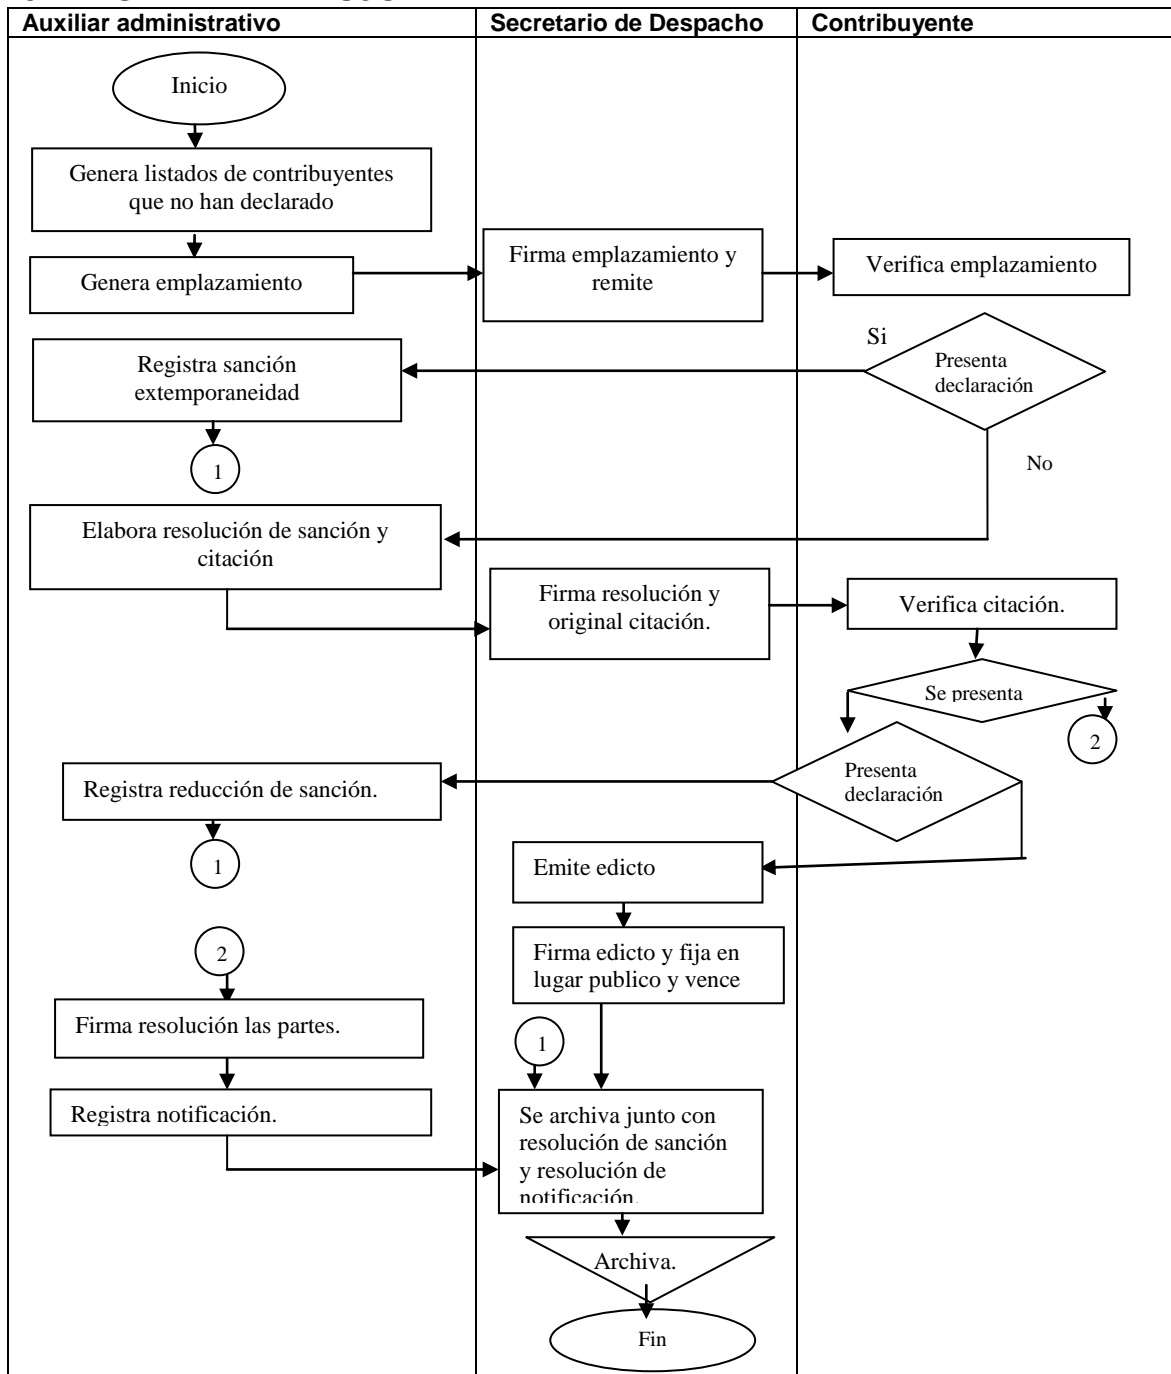 Auxiliar administrativo
Secretario de Despacho
Contribuyente
Inicio
Genera listados de contribuyentes
que no han declarado
Genera emplazamiento
Firma emplazamiento y
remite
Verifica emplazamiento
Si
Presenta
declaración
Registra sanción
extemporaneidad
1
No
Elabora resolución de sanción y
citación
Firma resolución y
original citación.
Verifica citación.
Se presenta
2
Presenta
declaración
Registra reducción de sanción.
1
Emite edicto
2
Firma edicto y fija en
lugar publico y vence
Firma resolución las partes.
1
Registra notificación.
Se archiva junto con
resolución de sanción
y resolución de
notificación.
Archiva.
Fin